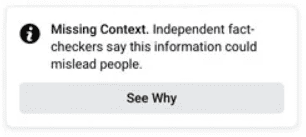 Missing Context. Independent fact-
checkers say this information could
mislead people.
See Why